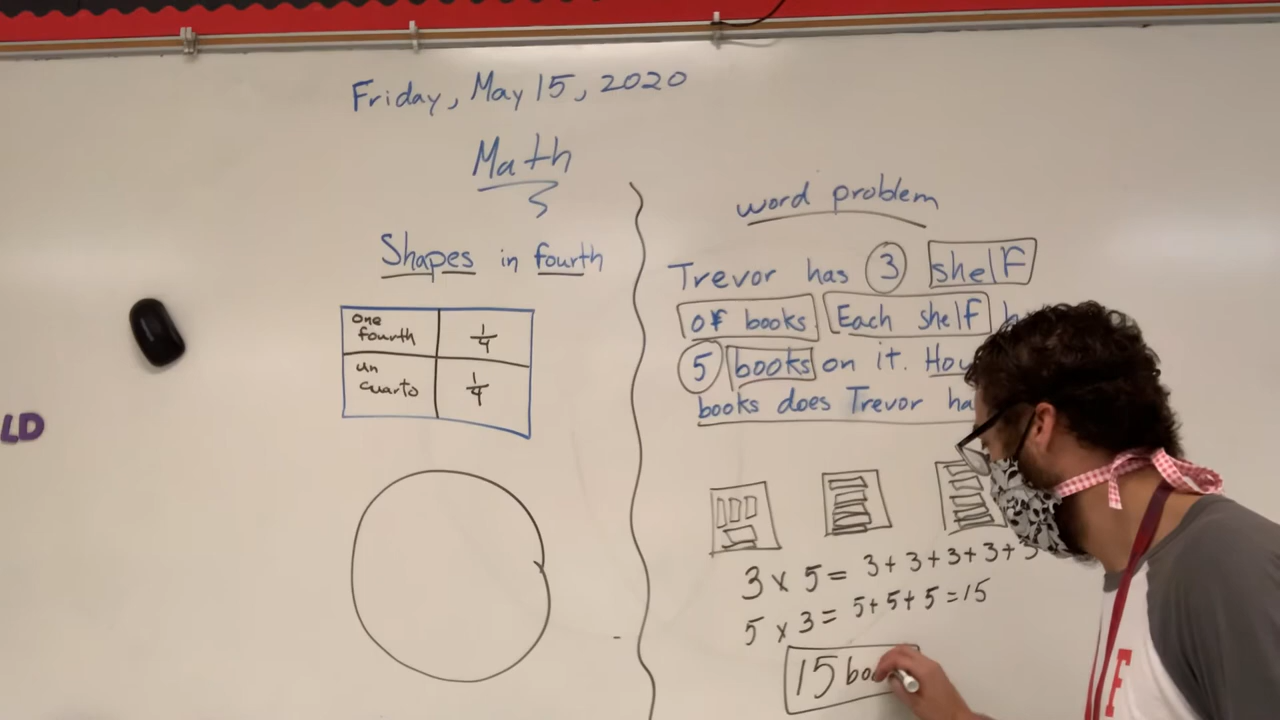 Friday, May 15, 2020
Math
Shapes in fourth
one fourth 1/4
un cuarto 1/4
LD
word problem
Trevor has 3 shelf
of books. Each shelf
5 books on it.
books does Trevor
3 x 5 = 3+3+3+3+3
5 x 3 = 5+5+5=15
15
F